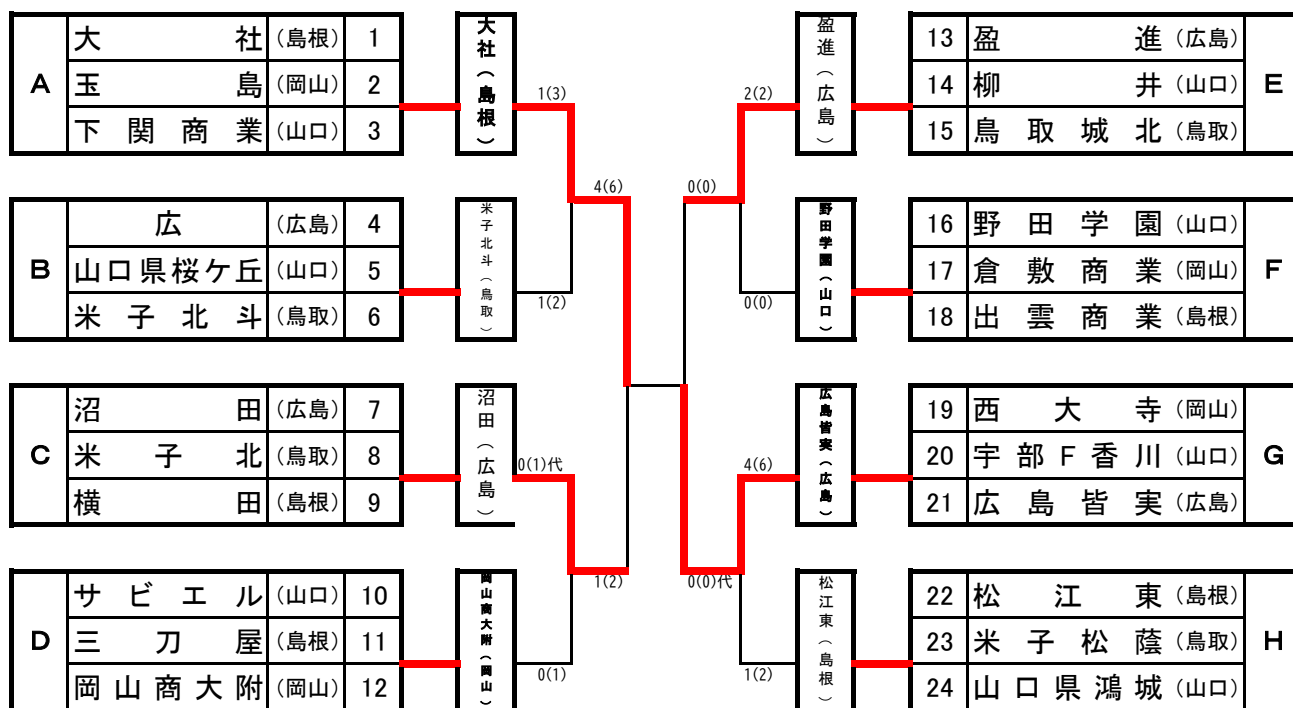 A
大社 (島根) 1
玉島 (岡山) 2
下関商業 (山口) 3
大社(島根)
1(3)
B
広 (広島) 4
山口県桜ケ丘 (山口) 5
米子北斗 (鳥取) 6
米子北斗(鳥取)
1(2)
4(6)
C
沼田 (広島) 7
米子北 (鳥取) 8
横田 (島根) 9
沼田(広島)
0(1)代
D
サビエル (山口) 10
三刀屋 (島根) 11
岡山商大附 (岡山) 12
岡山商大附(岡山)
0(1)
1(2)
盈進(広島)
2(2)
13 盈進 (広島)
14 柳井 (山口)
15 鳥取城北 (鳥取)
E
0(0)
野田学園(山口)
0(0)
16 野田学園 (山口)
17 倉敷商業 (岡山)
18 出雲商業 (島根)
F
広島皆実(広島)
4(6)
19 西大寺 (岡山)
20 宇部F香川 (山口)
21 広島皆実 (広島)
G
0(0)代
松江東(島根)
1(2)
22 松江東 (島根)
23 米子松蔭 (鳥取)
24 山口県鴻城 (山口)
H